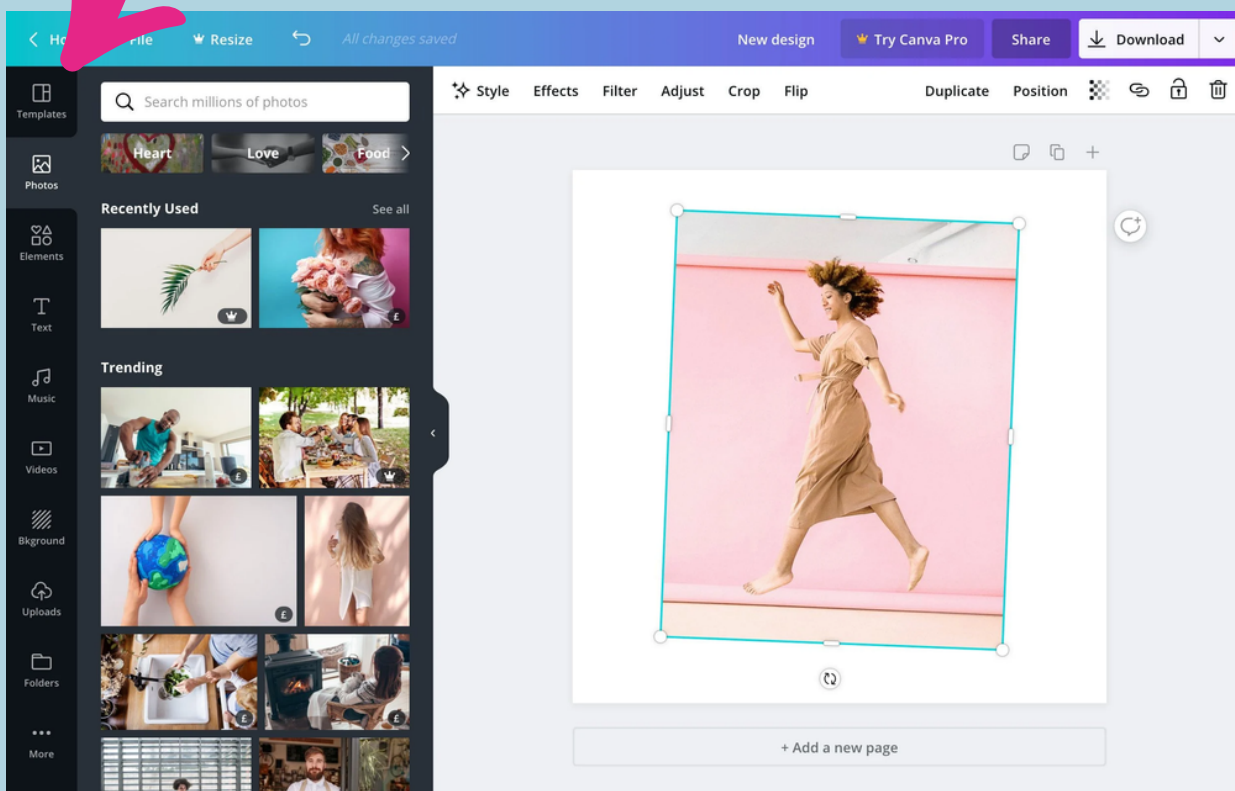 File
Resize
All changes saved
New design
Try Canva Pro
Share
Download
Templates
Photos
Elements
Text
Music
Videos
Bkground
Uploads
Folders
More
Search millions of photos
Heart
Love
Food
Recently Used
See all
£
Trending
£
£
£
£
Style
Effects
Filter
Adjust
Crop
Flip
Duplicate
Position
+ Add a new page